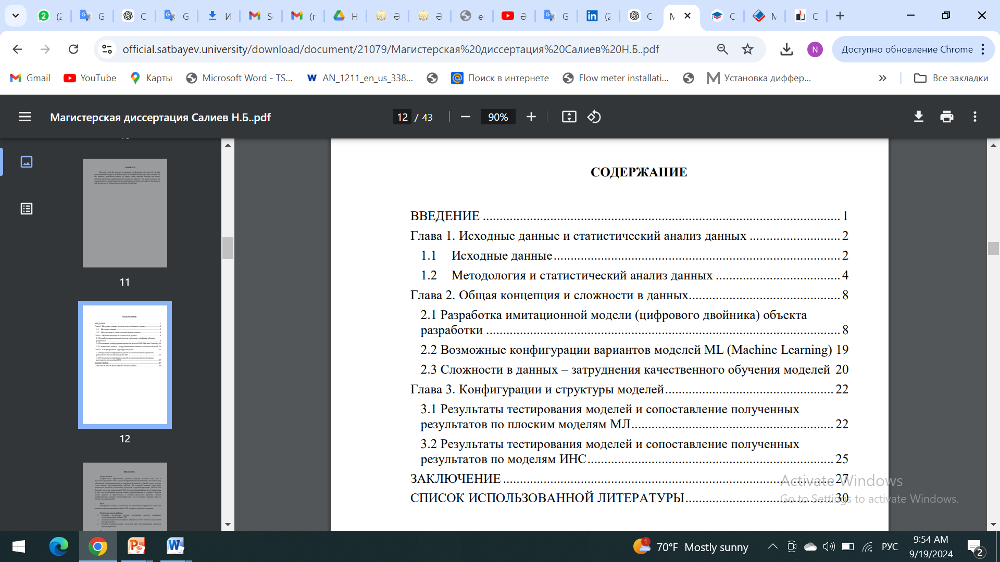 official.satbayev.university/download/document/21079/Магистерская%20диссертация%20Салиев%20Н.Б..pdf
N
Доступно обновление Chrome
Gmail
YouTube
Карты
Microsoft Word - TS...
AN_1211_en_us_338...
Поиск в интернете
Flow meter installati...
Установка диффер...
Все закладки
Магистерская диссертация Салиев Н.Б..pdf
12 / 43
90%
11
12
СОДЕРЖАНИЕ
ВВЕДЕНИЕ ........ 1
Глава 1. Исходные данные и статистический анализ данных ........ 2
1.1 Исходные данные ........ 2
1.2 Методология и статистический анализ данных ........ 4
Глава 2. Общая концепция и сложности в данных ........ 8
2.1 Разработка имитационной модели (цифрового двойника) объекта
разработки ........ 8
2.2 Возможные конфигурации вариантов моделей ML (Machine Learning) 19
2.3 Сложности в данных – затруднения качественного обучения моделей 20
Глава 3. Конфигурации и структуры моделей ........ 22
3.1 Результаты тестирования моделей и сопоставление полученных
результатов по плоским моделям МЛ ........ 22
3.2 Результаты тестирования моделей и сопоставление полученных
результатов по моделям ИНС ........ 25
ЗАКЛЮЧЕНИЕ ........ 27
СПИСОК ИСПОЛЬЗОВАННОЙ ЛИТЕРАТУРЫ ........ 30
Activate Windows
Go to Settings to activate Windows.
1
70°F Mostly sunny
РУС
9:54 AM
9/19/2024
2